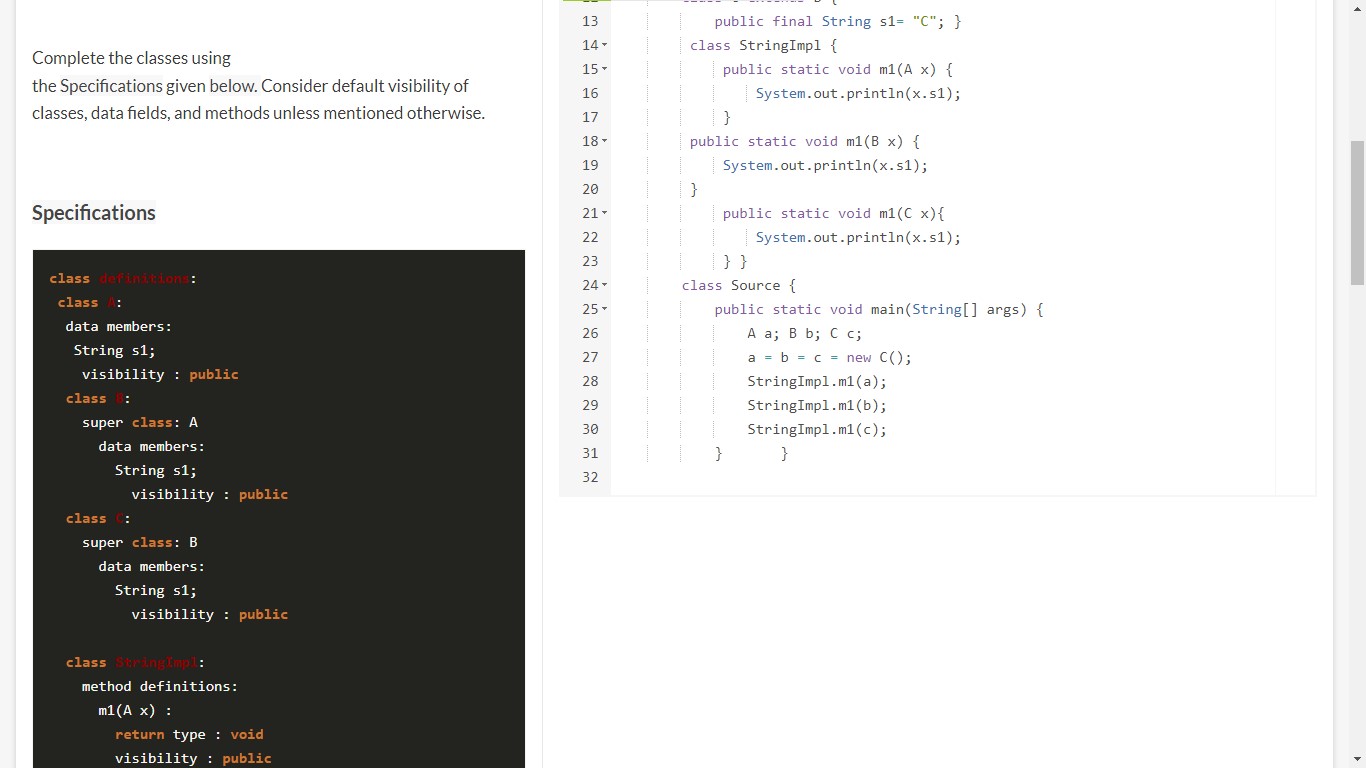 Complete the classes using
the Specifications given below. Consider default visibility of
classes, data fields, and methods unless mentioned otherwise.
Specifications
class definitions:
class A:
data members:
String s1;
visibility : public
class B:
super class: A
data members:
String s1;
visibility : public
class C:
super class: B
data members:
String s1;
visibility : public
class StringImpl:
method definitions:
m1(A x) :
return type : void
visibility : public
13 public final String s1= "C"; }
14 class StringImpl {
15 public static void m1(A x) {
16 System.out.println(x.s1);
17 }
18 public static void m1(B x) {
19 System.out.println(x.s1);
20 }
21 public static void m1(C x){
22 System.out.println(x.s1);
23 } }
24 class Source {
25 public static void main(String[] args) {
26 A a; B b; C c;
27 a = b = c = new C();
28 StringImpl.m1(a);
29 StringImpl.m1(b);
30 StringImpl.m1(c);
31 } }
32